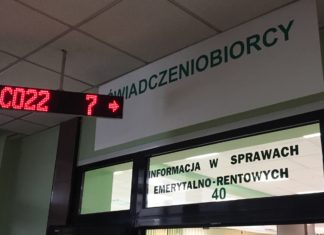 ŚWIADCZENIOBIORCY
C022 7 →
INFORMACJA W SPRAWACH
EMERYTALNO-RENTOWYCH
40